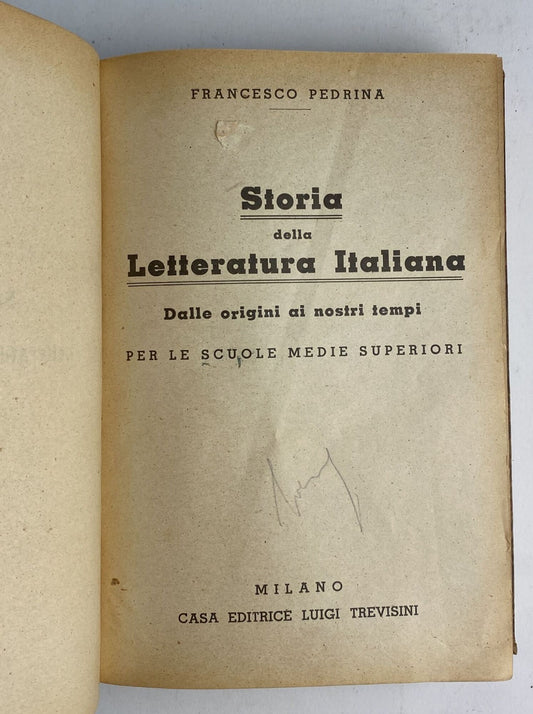 FRANCESCO PEDRINA
Storia
della
Letteratura Italiana
Dalle origini ai nostri tempi
PER LE SCUOLE MEDIE SUPERIORI
MILANO
CASA EDITRICE LUIGI TREVISINI